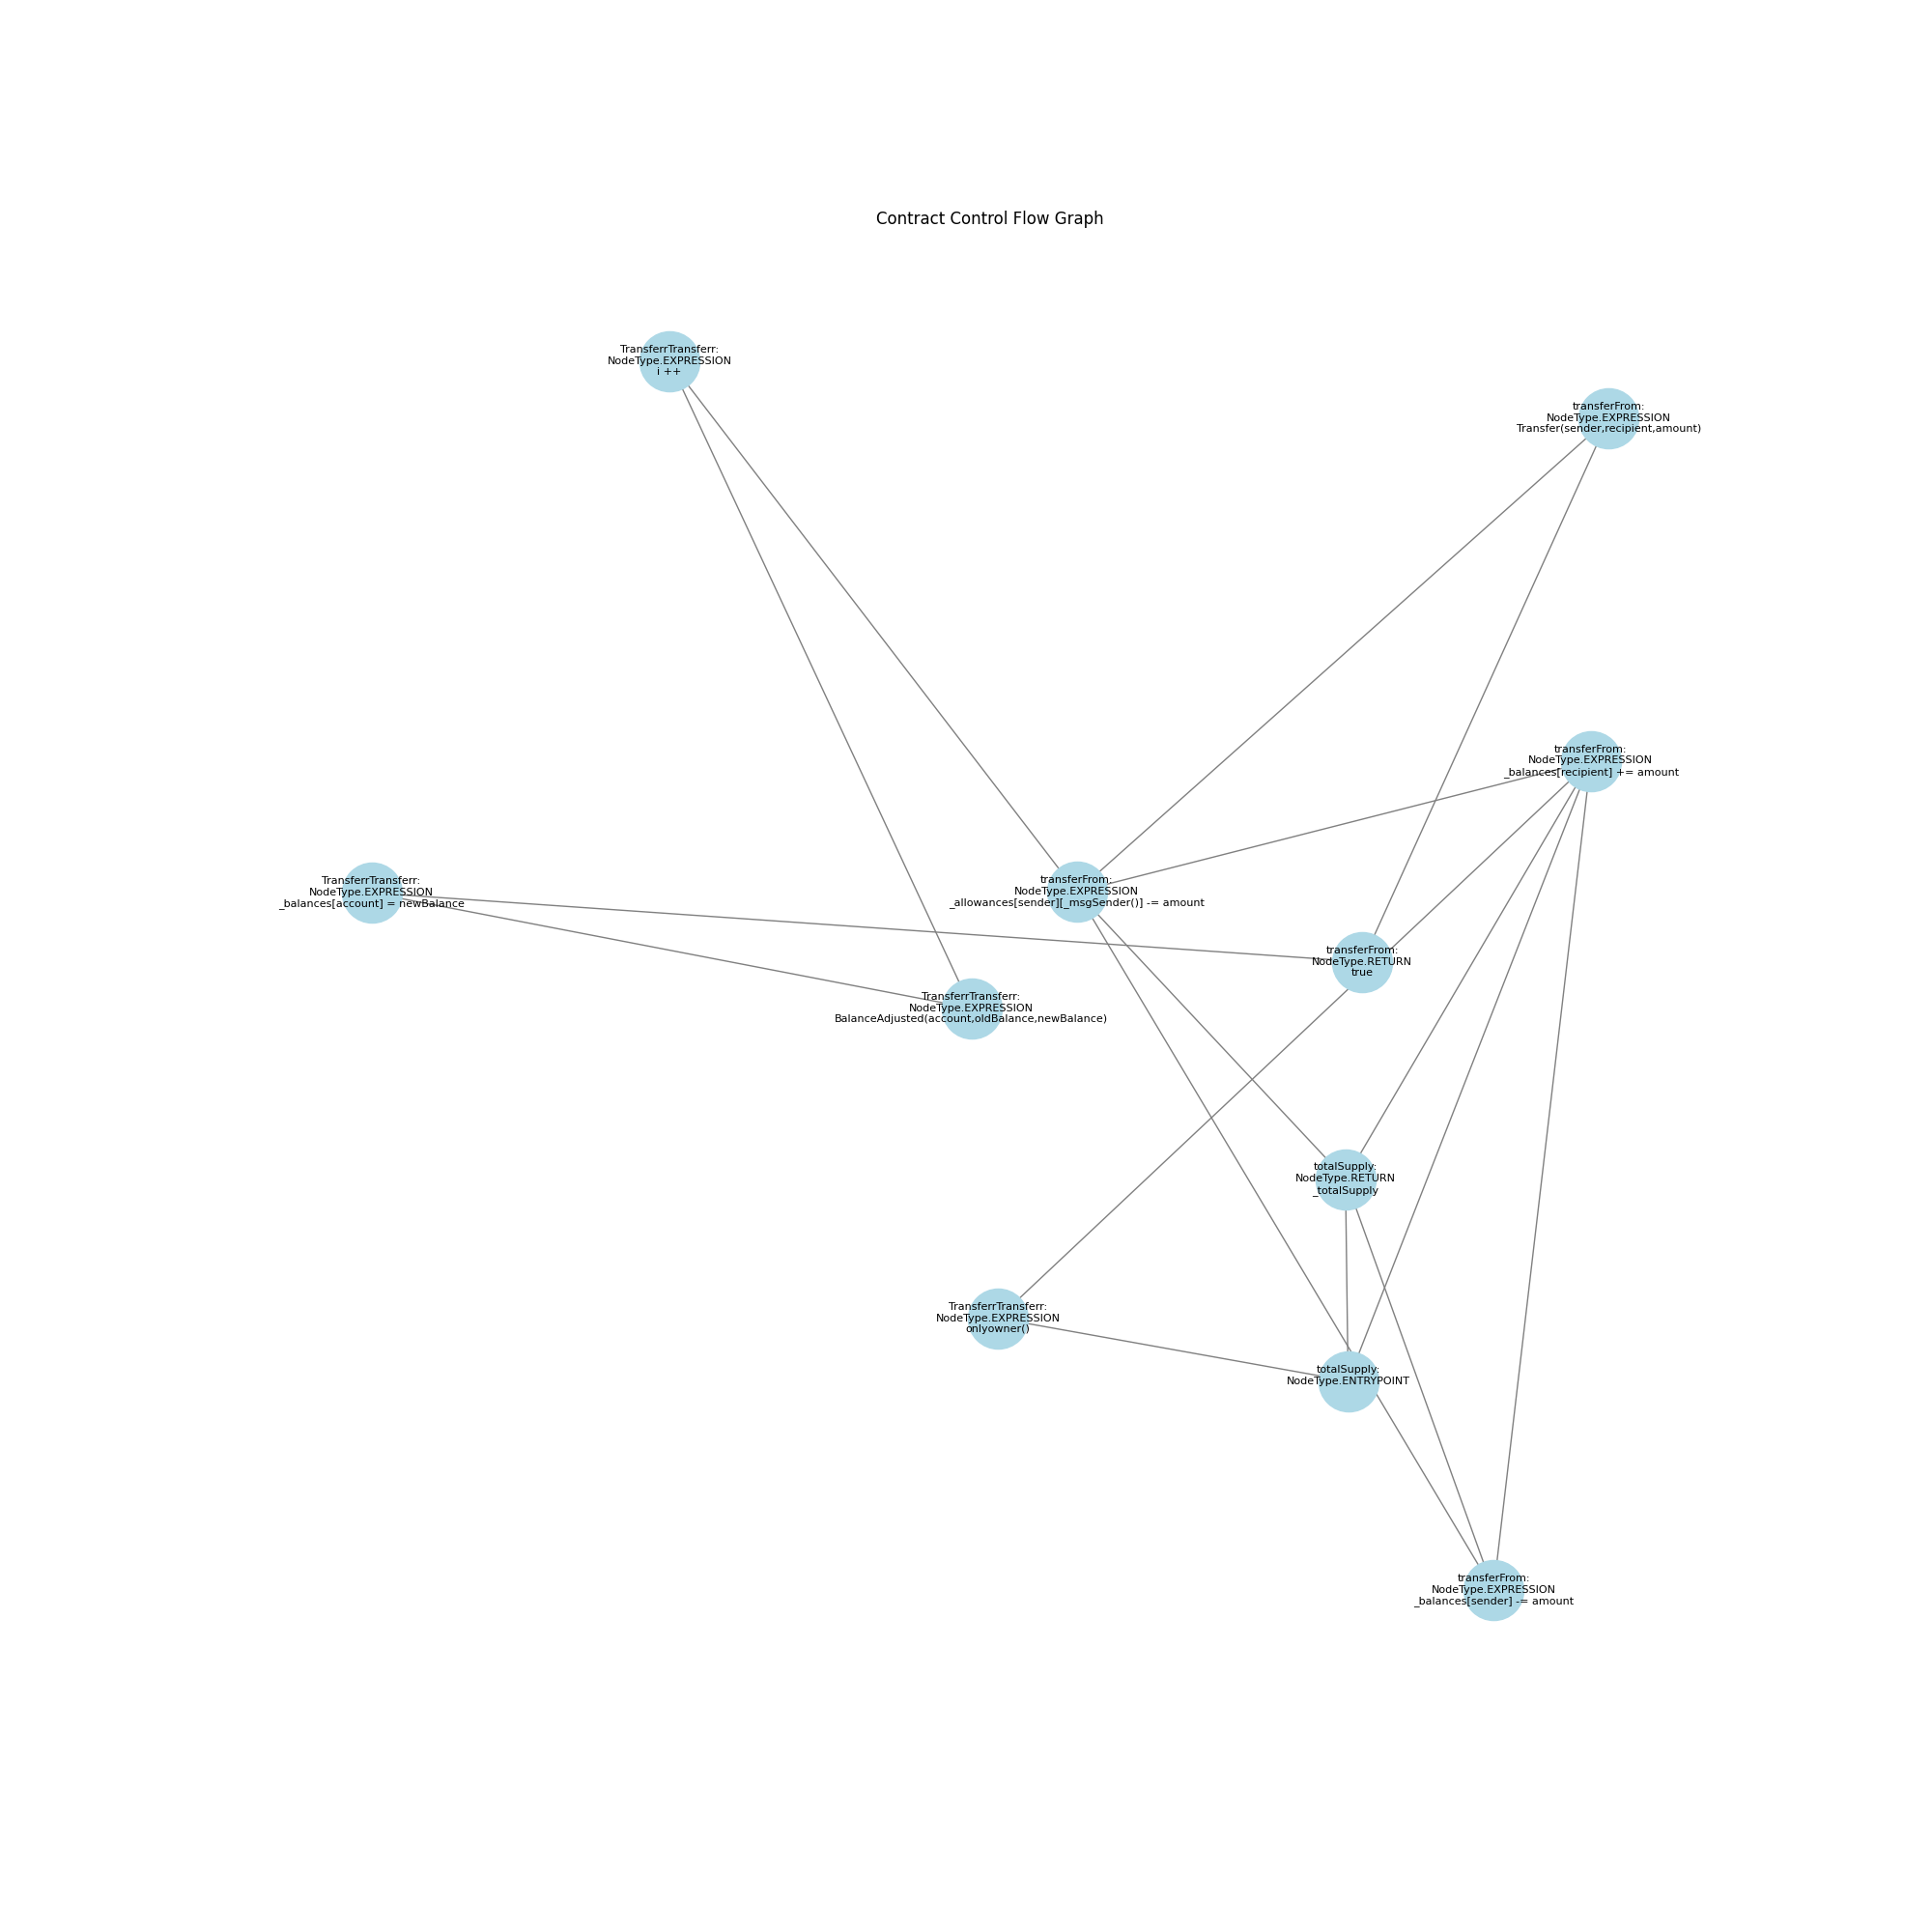 Contract Control Flow Graph
TransferrTransferr:
NodeType.EXPRESSION
i ++
transferFrom:
NodeType.EXPRESSION
Transfer(sender,recipient,amount)
transferFrom:
NodeType.EXPRESSION
_balances[recipient] += amount
TransferrTransferr:
NodeType.EXPRESSION
_balances[account] = newBalance
transferFrom:
NodeType.EXPRESSION
_allowances[sender][_msgSender()] -= amount
transferFrom:
NodeType.RETURN
true
TransferrTransferr:
NodeType.EXPRESSION
BalanceAdjusted(account,oldBalance,newBalance)
totalSupply:
NodeType.RETURN
_totalSupply
TransferrTransferr:
NodeType.EXPRESSION
onlyowner()
totalSupply:
NodeType.ENTRYPOINT
transferFrom:
NodeType.EXPRESSION
_balances[sender] -= amount